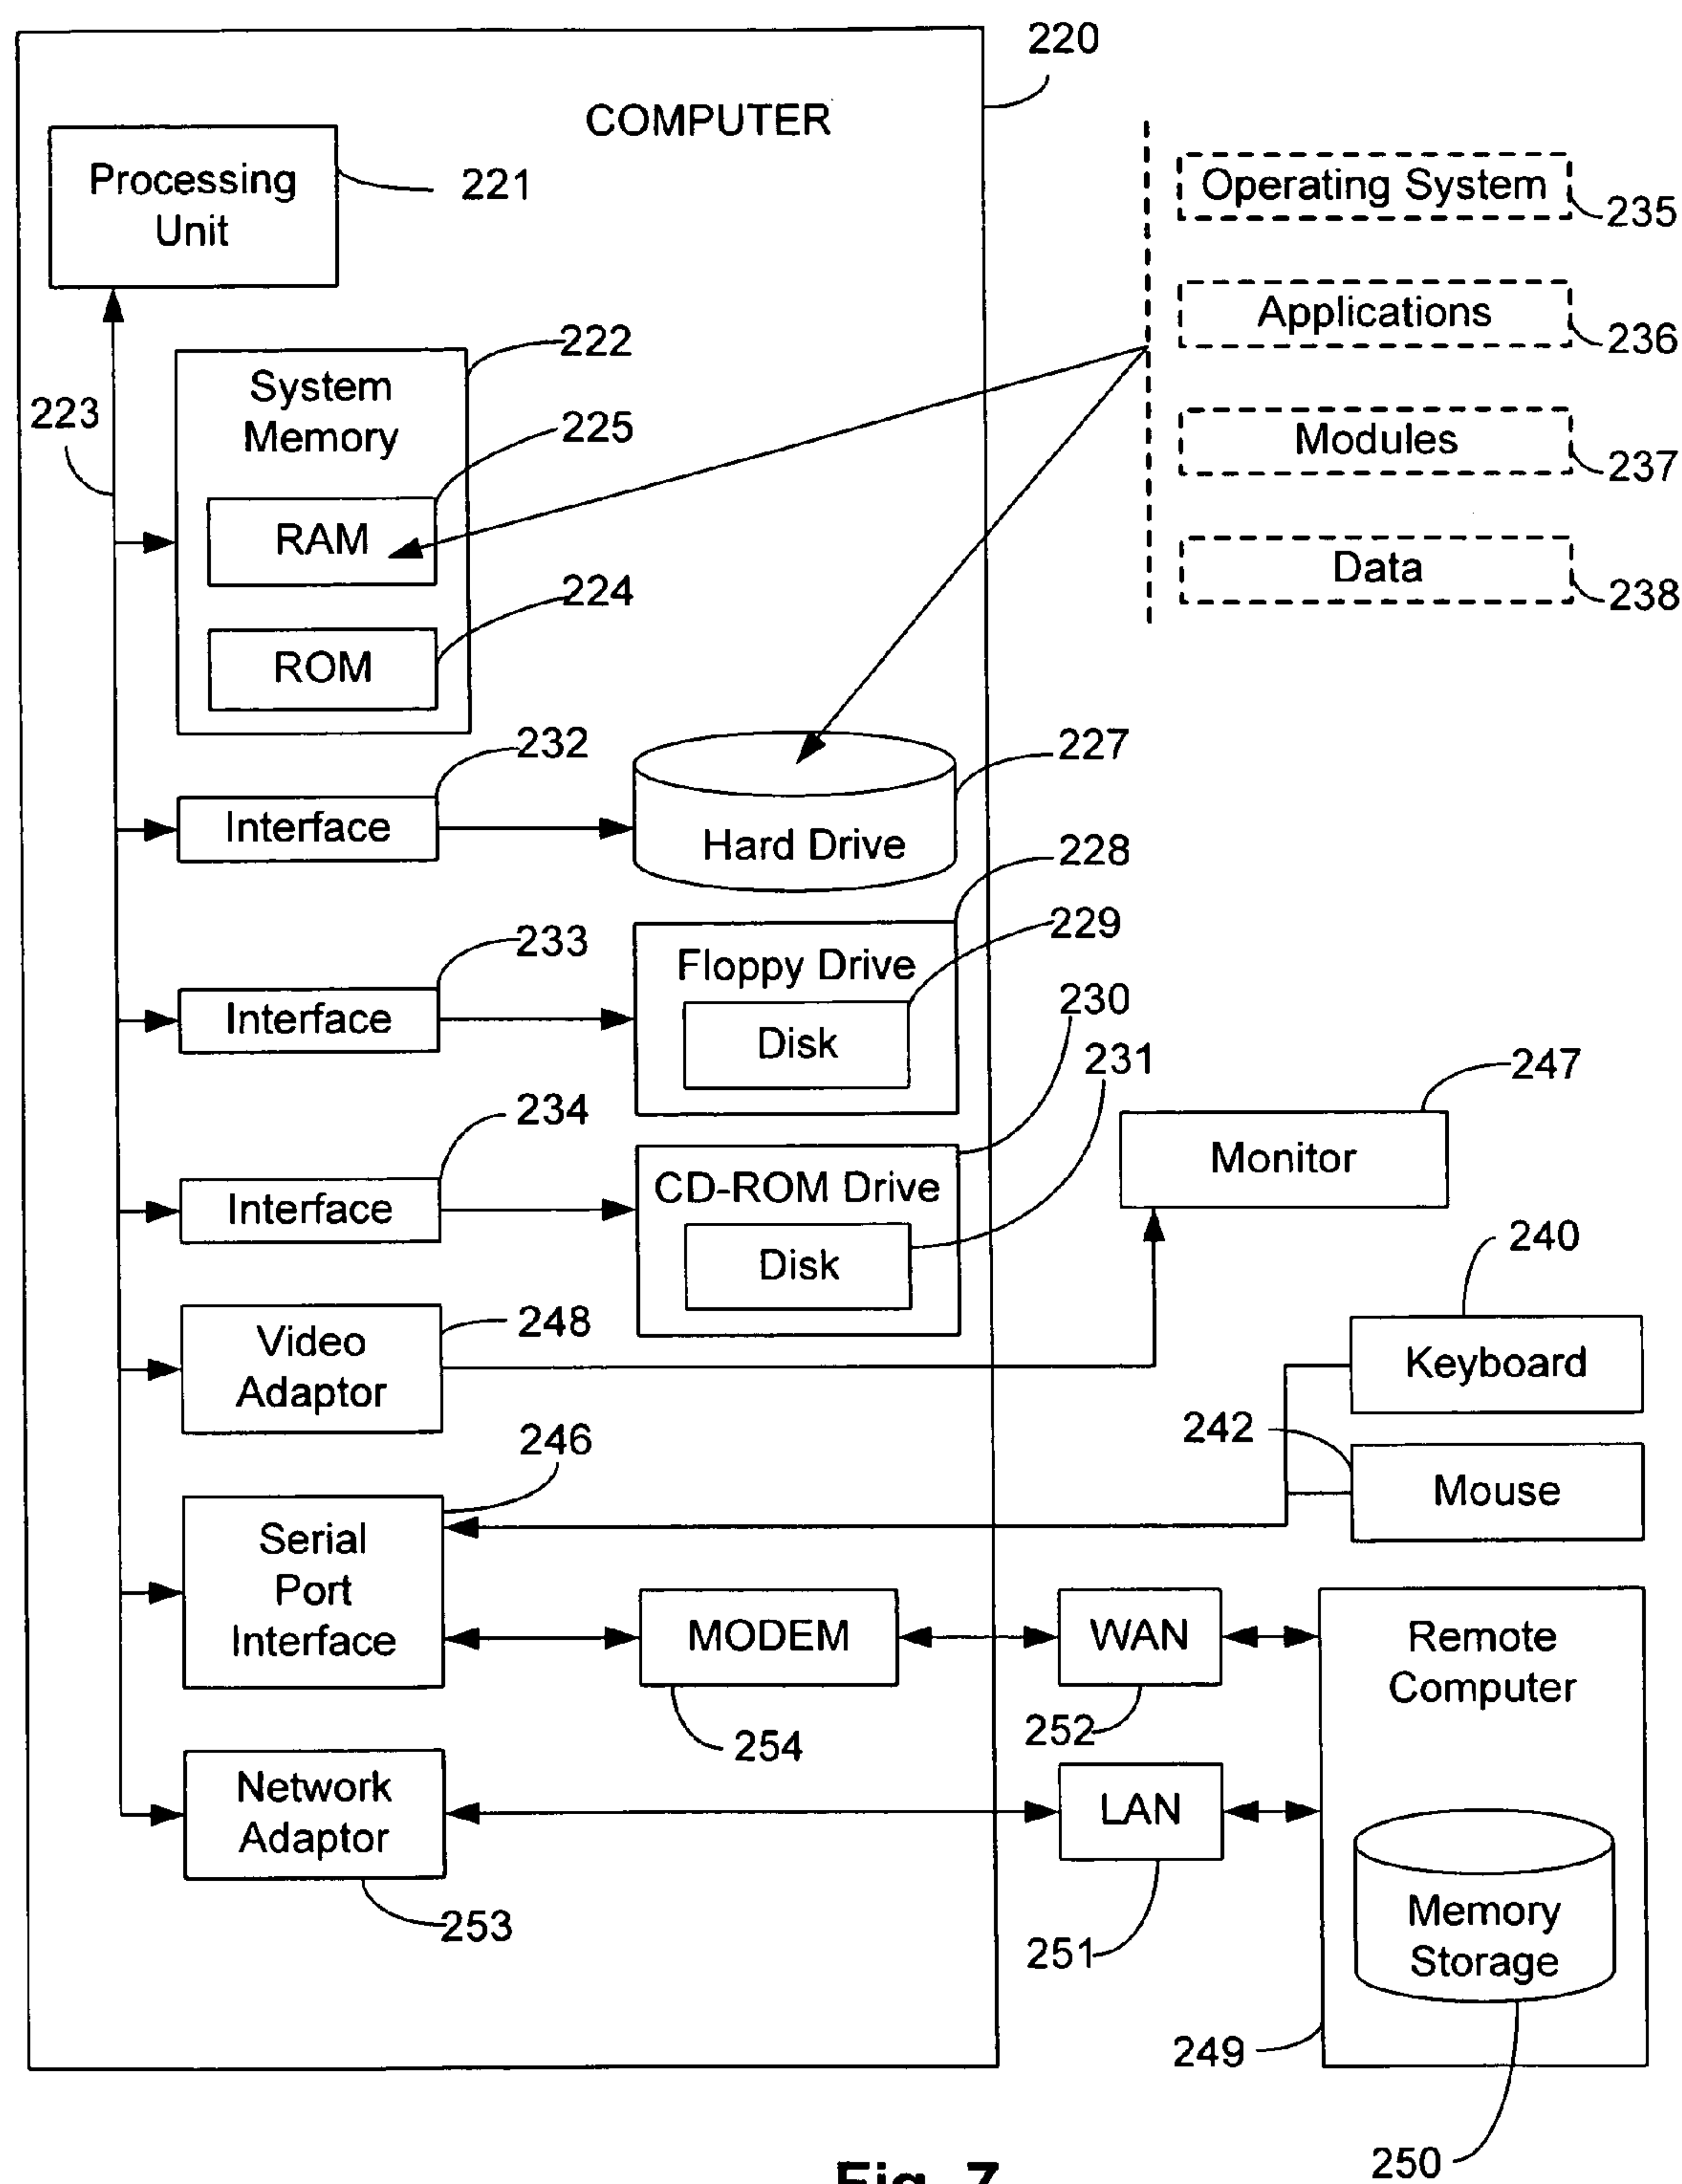 220
COMPUTER
Processing
Unit
221
Operating System
235
Applications
236
Modules
237
Data
238
222
System
Memory
223
225
RAM
224
ROM
232
Interface
227
Hard Drive
228
233
Interface
229
Floppy Drive
Disk
230
231
234
Interface
CD-ROM Drive
Disk
247
Monitor
240
Keyboard
248
Video
Adaptor
242
Mouse
246
Serial
Port
Interface
MODEM
254
WAN
252
Remote
Computer
Network
Adaptor
253
LAN
251
Memory
Storage
249
250
Fig. 7